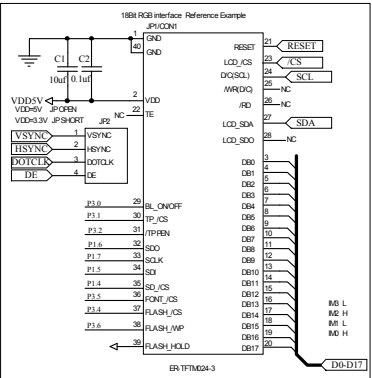 18Bit RGB interface Reference Example
JP1/CON1
1 GND
40 GND
C1 C2
10uf 0.1uf
VDD5V 2 VDD
VDD=5V JP OPEN
VDD=3.3V JP SHORT
NC 22 TE
JP2
VSYNC 1 VSYNC
HSYNC 2 HSYNC
DOTCLK 3 DOTCLK
DE 4 DE
P3.0 29 BL_ON/OFF
P3.1 30 TP_/CS
P3.2 31 /TPPEN
P1.6 32 SDO
P1.7 33 SCLK
P1.5 34 SDI
P1.4 35 SD_/CS
P3.5 36 FONT_/CS
P3.4 37 FLASH_/CS
P3.6 38 FLASH_/WP
39 FLASH_HOLD
RESET 21 RESET
LCD_/CS 23 /CS
D/C(SCL) 24 SCL
/WR(D/C) 25 NC
/RD 26 NC
LCD_SDA 27 SDA
LCD_SDO 28 NC
DB0 3
DB1 4
DB2 5
DB3 6
DB4 7
DB5 8
DB6 9
DB7 10
DB8 11
DB9 12
DB10 13
DB11 14
DB12 15
DB13 16
DB14 17
DB15 18
DB16 19
DB17 20
IM3 L
IM2 H
IM1 L
IM0 H
D0-D17
ER-TFTM024-3